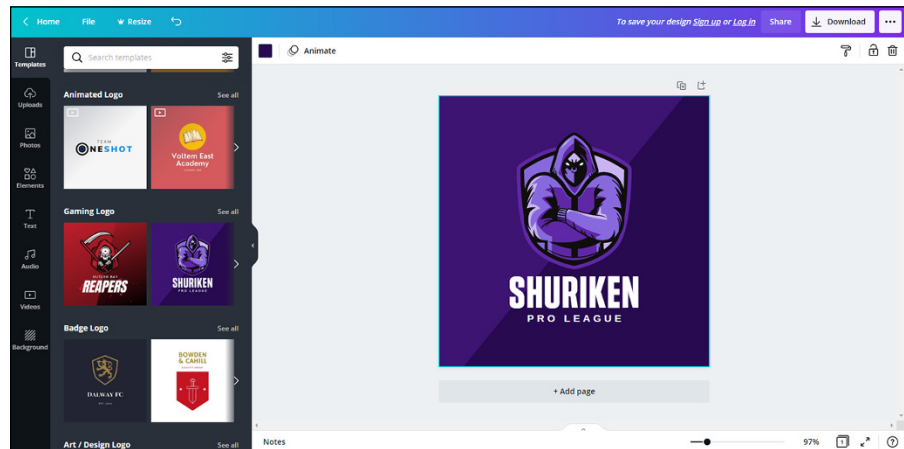 Home File Resize To save your design Sign up or Log in Share Download
Templates
Uploads
Photos
Elements
Text
Audio
Videos
Background
Search templates
Animated Logo See all
TEAM
ONESHOT
Voltem East
Academy
Gaming Logo See all
REAPERS
SHURIKEN
PRO LEAGUE
Badge Logo See all
DALWAY FC
BOWDEN
& CAHILL
Art / Design Logo See all
Animate
SHURIKEN
PRO LEAGUE
+ Add page
Notes 97% 1